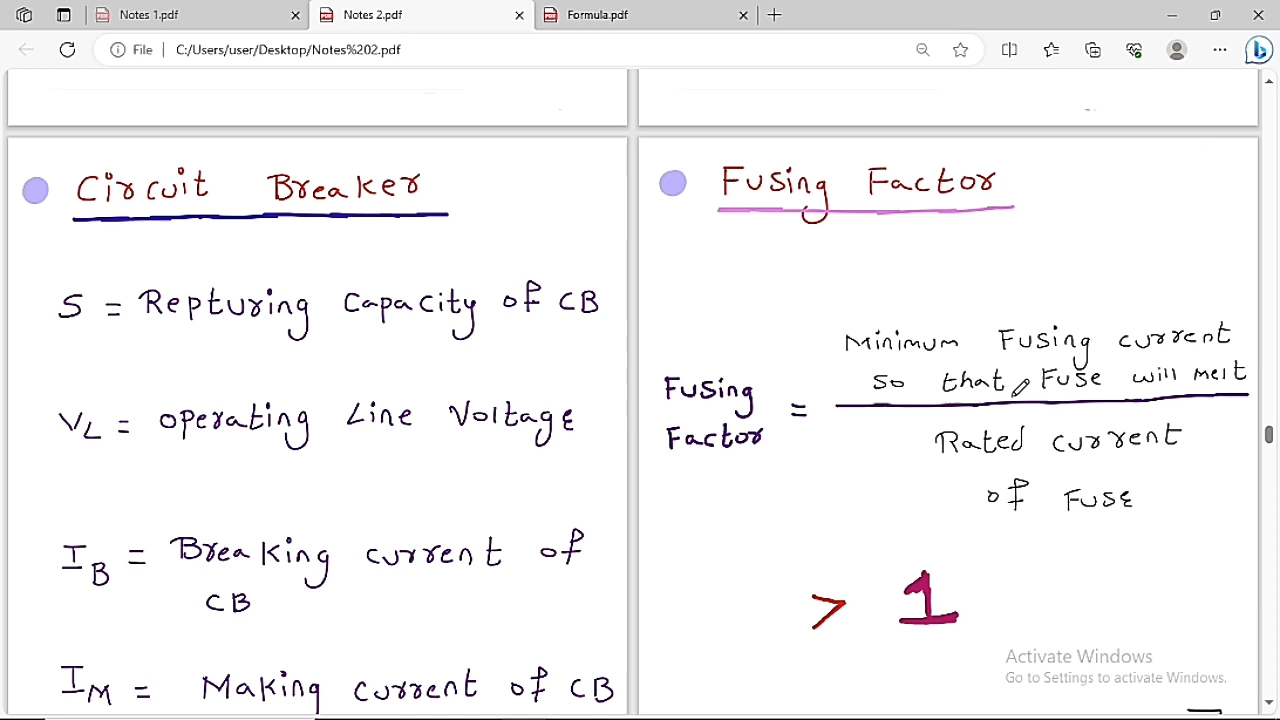 Notes 1.pdf
Notes 2.pdf
Formula.pdf
File
C:/Users/user/Desktop/Notes%202.pdf
Circuit Breaker
S = Repturing Capacity of CB
VL = operating Line Voltage
IB = Breaking current of
CB
IM = Making current of CB
Fusing Factor
Fusing
Factor
=
Minimum Fusing current
so that Fuse will melt
Rated current
of Fuse
> 1
Activate Windows
Go to Settings to activate Windows.